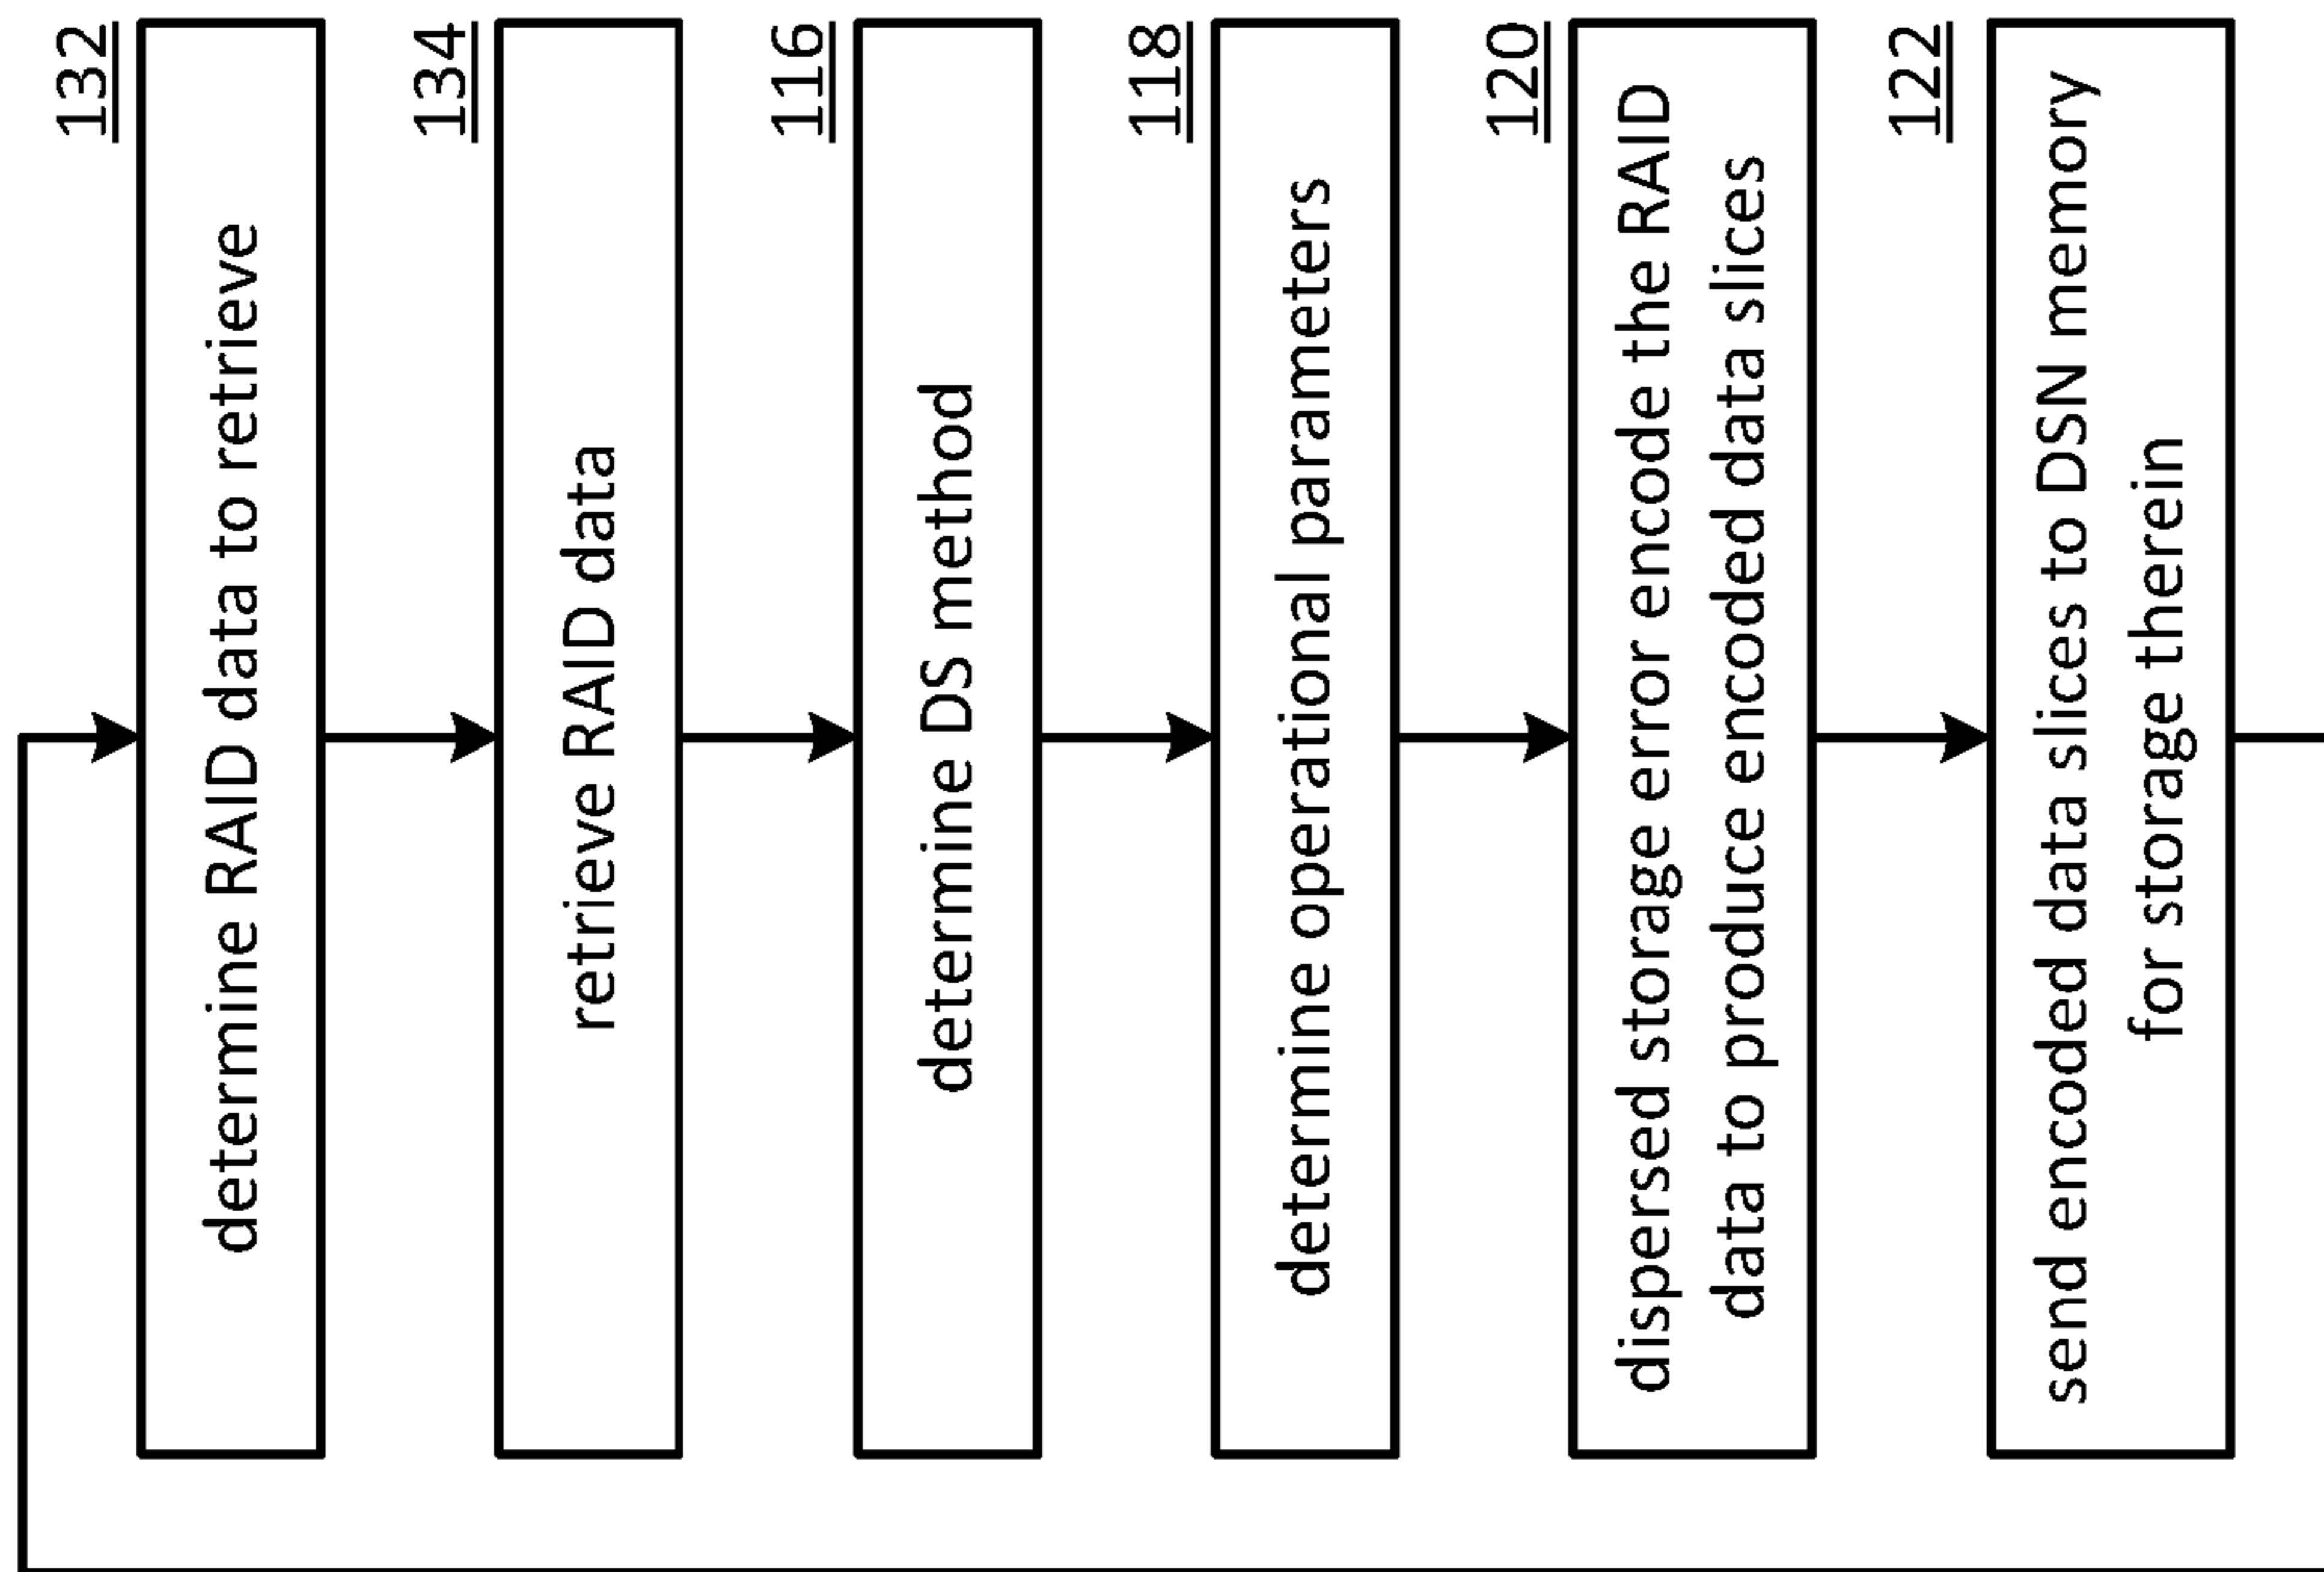 132
determine RAID data to retrieve
134
retrieve RAID data
116
determine DS method
118
determine operational parameters
120
dispersed storage error encode the RAID
data to produce encoded data slices
122
send encoded data slices to DSN memory
for storage therein